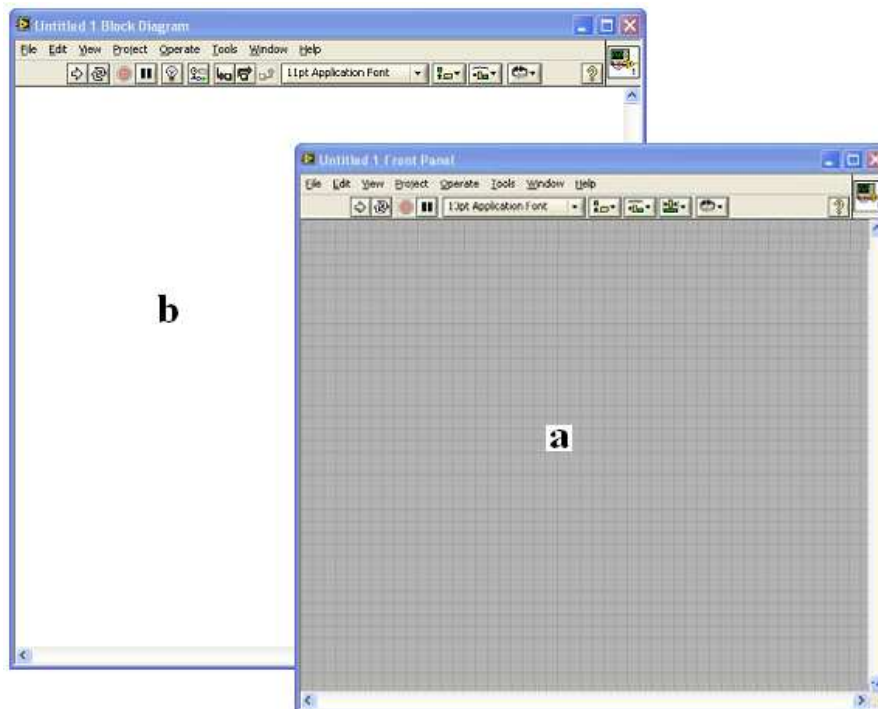 Untitled 1 Block Diagram
File Edit View Project Operate Tools Window Help
11pt Application Font
?
1
b
Untitled 1 Front Panel
File Edit View Project Operate Tools Window Help
13pt Application Font
?
a